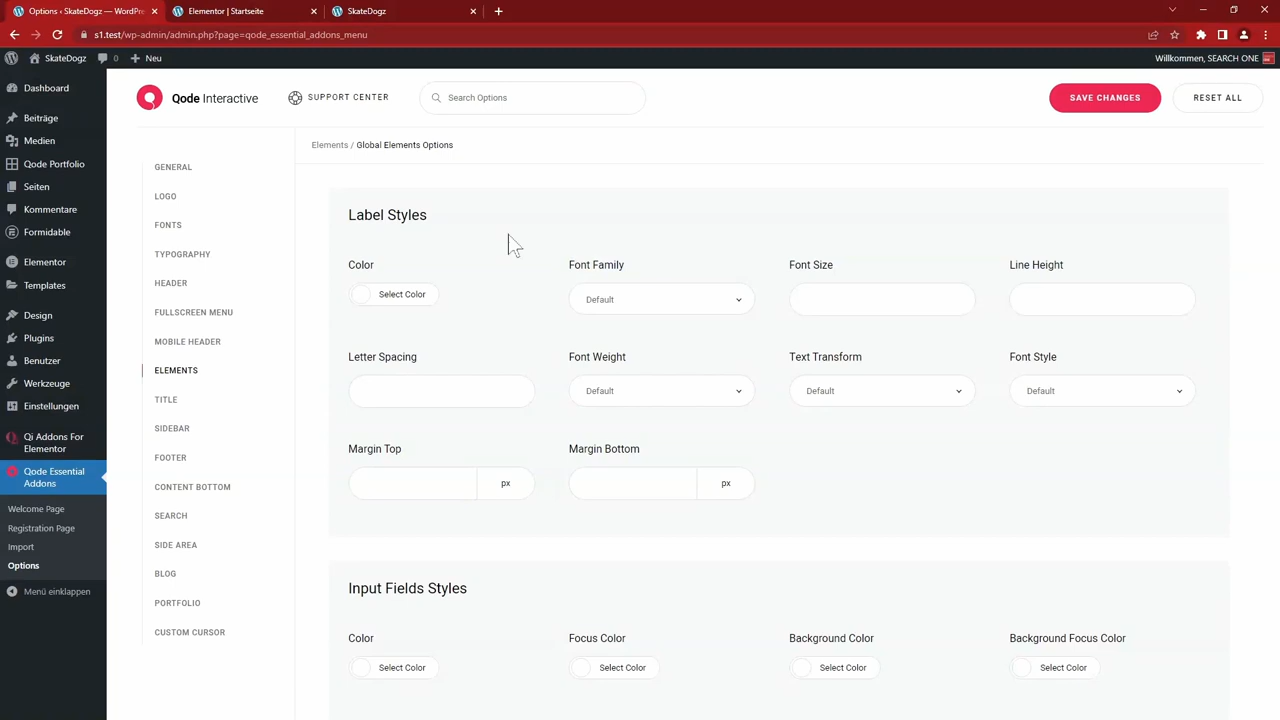 Options ‹ SkateDogz — WordPre
Elementor | Startseite
SkateDogz
s1.test/wp-admin/admin.php?page=qode_essential_addons_menu
SkateDogz
0
Neu
Willkommen, SEARCH ONE
Dashboard
Beiträge
Medien
Qode Portfolio
Seiten
Kommentare
Formidable
Elementor
Templates
Design
Plugins
Benutzer
Werkzeuge
Einstellungen
Qi Addons For
Elementor
Qode Essential
Addons
Welcome Page
Registration Page
Import
Options
Menü einklappen
Qode Interactive
SUPPORT CENTER
Search Options
SAVE CHANGES
RESET ALL
GENERAL
LOGO
FONTS
TYPOGRAPHY
HEADER
FULLSCREEN MENU
MOBILE HEADER
ELEMENTS
TITLE
SIDEBAR
FOOTER
CONTENT BOTTOM
SEARCH
SIDE AREA
BLOG
PORTFOLIO
CUSTOM CURSOR
Elements / Global Elements Options
Label Styles
Color
Font Family
Font Size
Line Height
Select Color
Default
Letter Spacing
Font Weight
Text Transform
Font Style
Default
Default
Default
Margin Top
Margin Bottom
px
px
Input Fields Styles
Color
Focus Color
Background Color
Background Focus Color
Select Color
Select Color
Select Color
Select Color